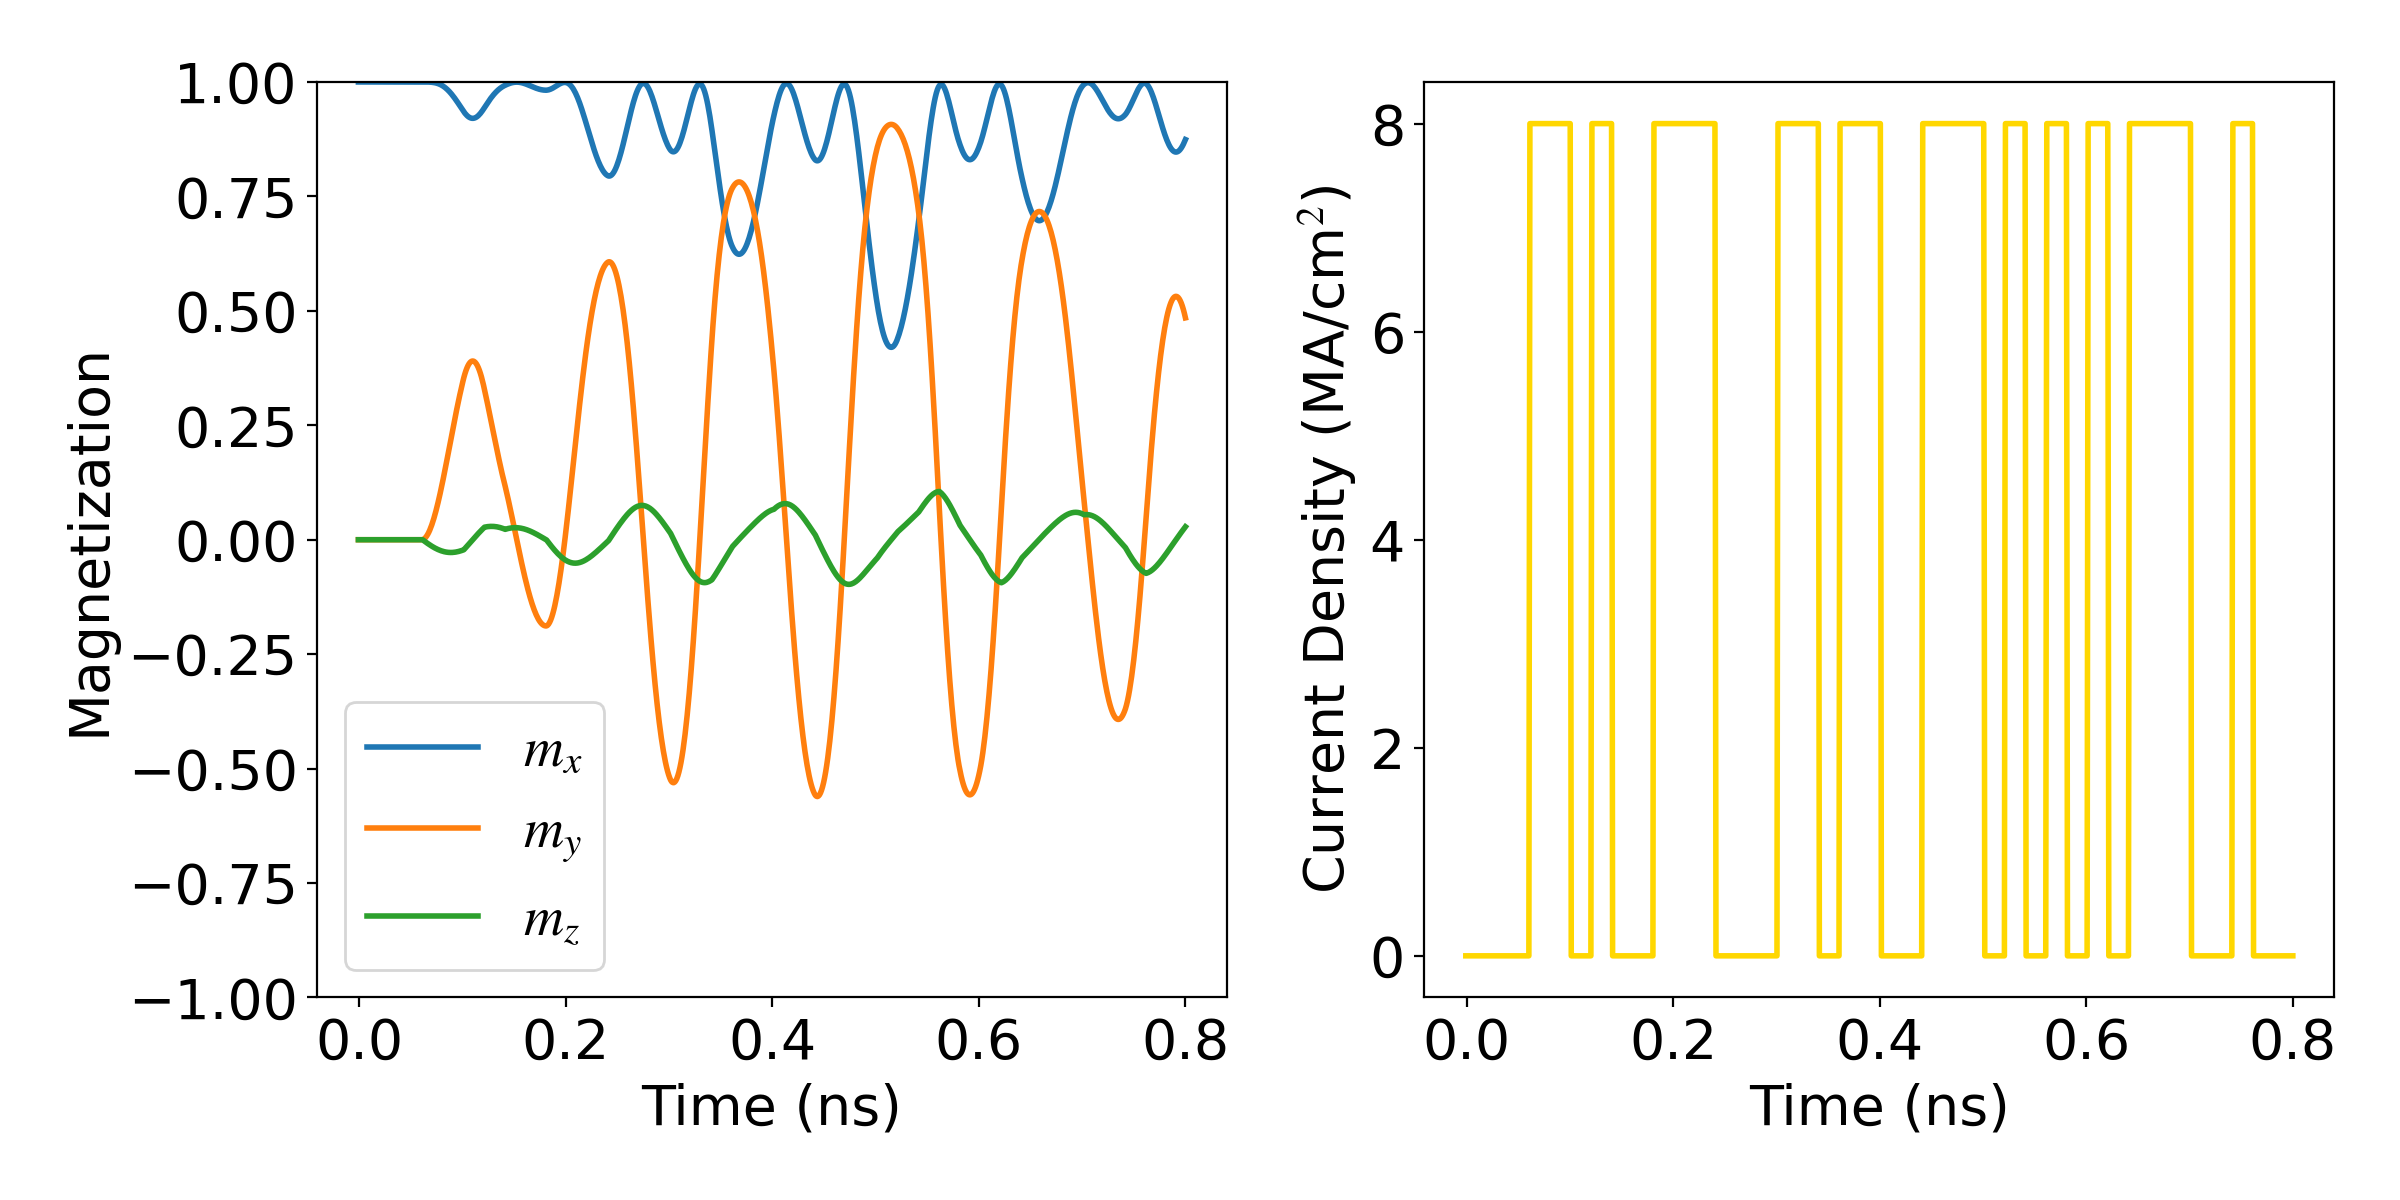 1.00
0.75
0.50
0.25
0.00
−0.25
−0.50
−0.75
−1.00
Magnetization
m_x
m_y
m_z
0.0 0.2 0.4 0.6 0.8
Time (ns)
8
6
4
2
0
Current Density (MA/cm²)
0.0 0.2 0.4 0.6 0.8
Time (ns)